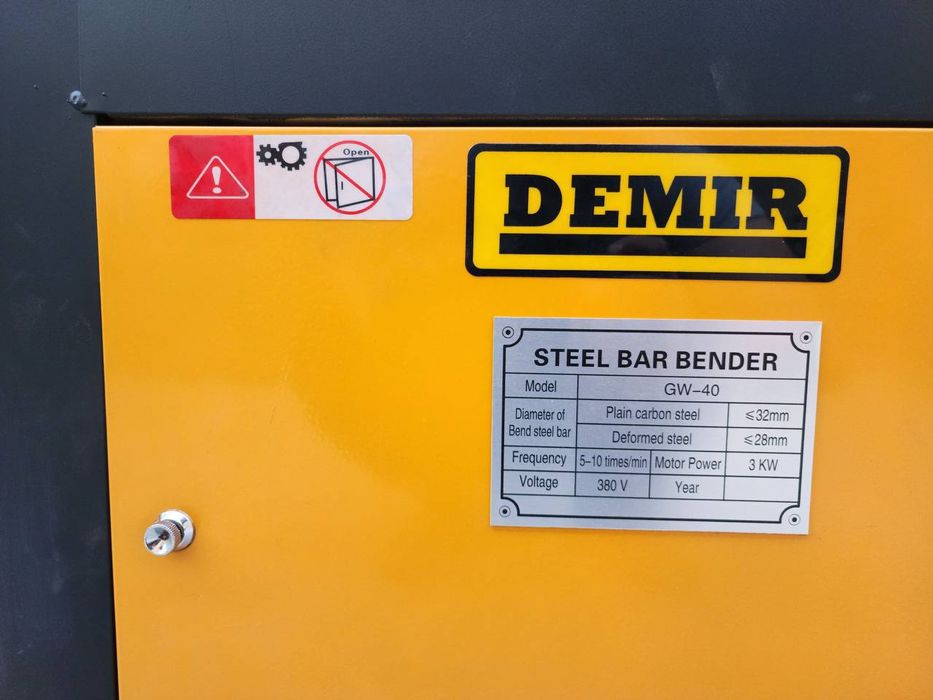 Open
DEMIR
STEEL BAR BENDER
Model GW-40
Diameter of Bend steel bar Plain carbon steel ≤32mm
Deformed steel ≤28mm
Frequency 5-10 times/min Motor Power 3 KW
Voltage 380 V Year